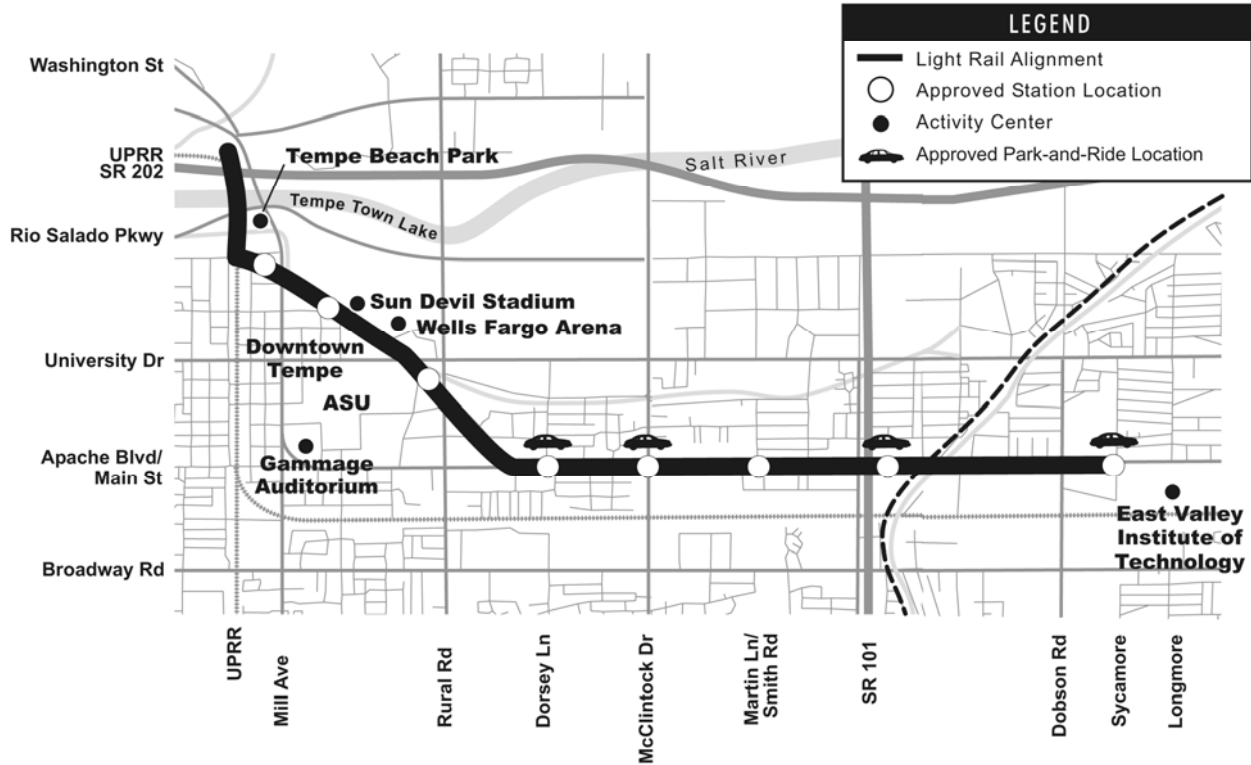 LEGEND
Light Rail Alignment
Approved Station Location
Activity Center
Approved Park-and-Ride Location
Washington St
UPRR
SR 202
Rio Salado Pkwy
University Dr
Apache Blvd/
Main St
Broadway Rd
Tempe Beach Park
Salt River
Tempe Town Lake
Sun Devil Stadium
Wells Fargo Arena
Downtown
Tempe
ASU
Gammage
Auditorium
East Valley
Institute of
Technology
UPRR
Mill Ave
Rural Rd
Dorsey Ln
McClintock Dr
Martin Ln/
Smith Rd
SR 101
Dobson Rd
Sycamore
Longmore